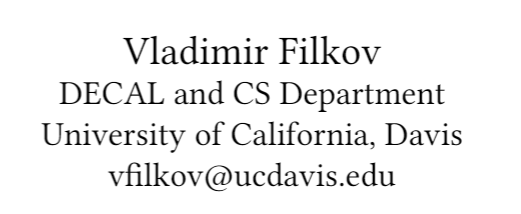 Vladimir Filkov
DECAL and CS Department
University of California, Davis
vfilkov@ucdavis.edu